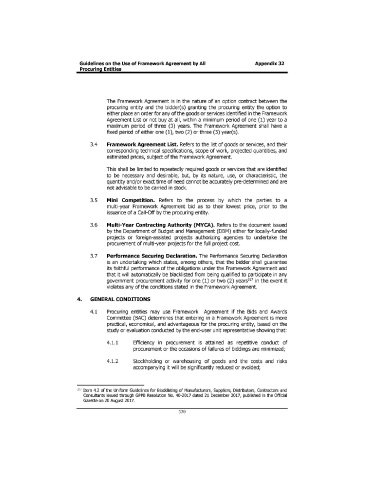 Guidelines on the Use of Framework Agreement by All Appendix 32
Procuring Entities
The Framework Agreement is in the nature of an option contract between the
procuring entity and the bidder(s) granting the procuring entity the option to
either place an order for any of the goods or services identified in the Framework
Agreement List or not buy at all, within a minimum period of one (1) year to a
maximum period of three (3) years. The Framework Agreement shall have a
fixed period of either one (1), two (2) or three (3) year(s).
3.4 Framework Agreement List. Refers to the list of goods or services, and their
corresponding technical specifications, scope of work, projected quantities, and
estimated prices, subject of the Framework Agreement.
This shall be limited to repeatedly required goods or services that are identified
to be necessary and desirable, but, by its nature, use, or characteristic, the
quantity and/or exact time of need cannot be accurately pre-determined and are
not advisable to be carried in stock.
3.5 Mini Competition. Refers to the process by which the parties to a
multi-year Framework Agreement bid as to their lowest price, prior to the
issuance of a Call-Off by the procuring entity.
3.6 Multi-Year Contracting Authority (MYCA). Refers to the document issued
by the Department of Budget and Management (DBM) either for locally-funded
projects or foreign-assisted projects authorizing agencies to undertake the
procurement of multi-year projects for the full project cost.
3.7 Performance Securing Declaration. The Performance Securing Declaration
is an undertaking which states, among others, that the bidder shall guarantee
its faithful performance of the obligations under the Framework Agreement and
that it will automatically be blacklisted from being qualified to participate in any
government procurement activity for one (1) or two (2) years in the event it
violates any of the conditions stated in the Framework Agreement.
4. GENERAL CONDITIONS
4.1 Procuring entities may use Framework Agreement if the Bids and Awards
Committee (BAC) determines that entering in a Framework Agreement is more
practical, economical, and advantageous for the procuring entity, based on the
study or evaluation conducted by the end-user unit representative showing that:
4.1.1 Efficiency in procurement is attained as repetitive conduct of
procurement or the occasions of failures of biddings are minimized;
4.1.2 Stockholding or warehousing of goods and the costs and risks
accompanying it will be significantly reduced or avoided;
Item 4.2 of the Uniform Guidelines for Blacklisting of Manufacturers, Suppliers, Distributors, Contractors and
Consultants issued through GPPB Resolution No. 40-2017 dated 21 December 2017, published in the Official
Gazette on 20 August 2017.